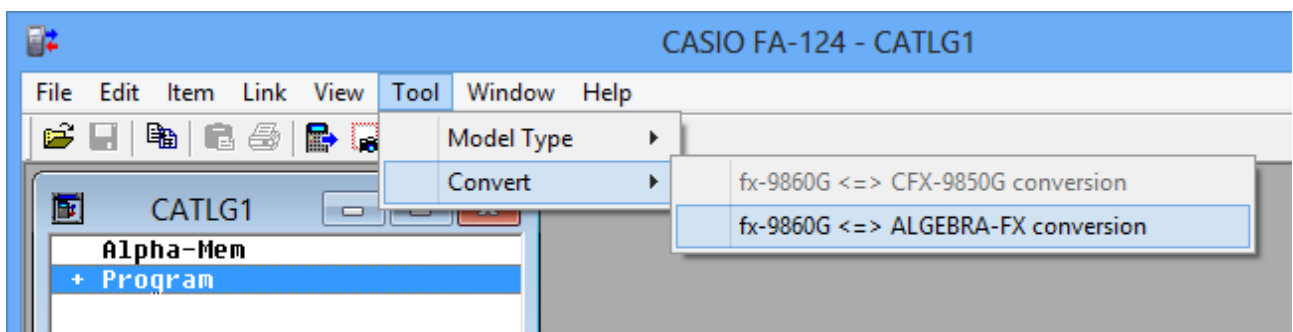 CASIO FA-124 - CATLG1
File Edit Item Link View Tool Window Help
Model Type
Convert
fx-9860G <=> CFX-9850G conversion
fx-9860G <=> ALGEBRA-FX conversion
CATLG1
Alpha-Mem
+ Program